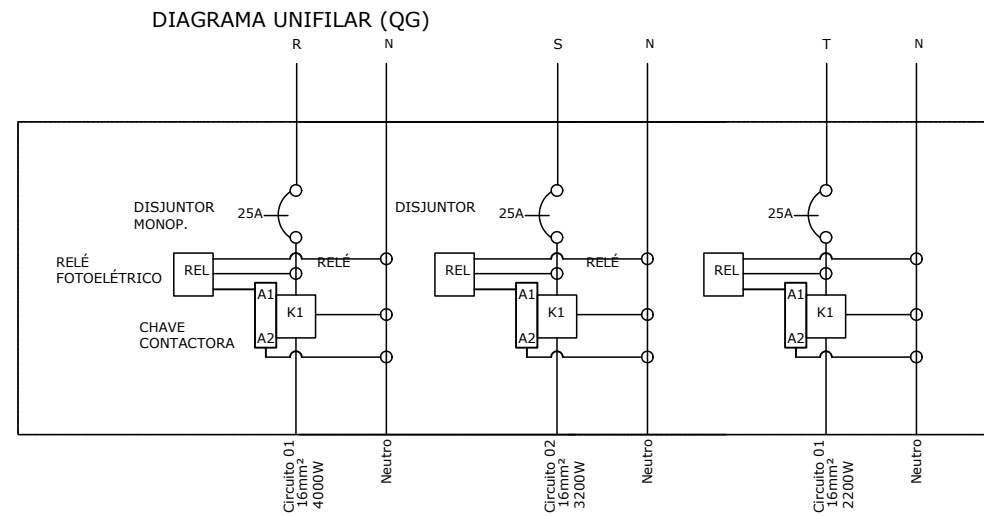 DIAGRAMA UNIFILAR (QG)
R
N
S
N
T
N
DISJUNTOR
MONOP.
25A
DISJUNTOR
25A
25A
RELÉ
FOTOELÉTRICO
REL
RELÉ
REL
RELÉ
REL
A1
K1
A2
A1
K1
A2
A1
K1
A2
CHAVE
CONTACTORA
Circuito 01
16mm²
4000W
Neutro
Circuito 02
16mm²
3200W
Neutro
Circuito 01
16mm²
2200W
Neutro